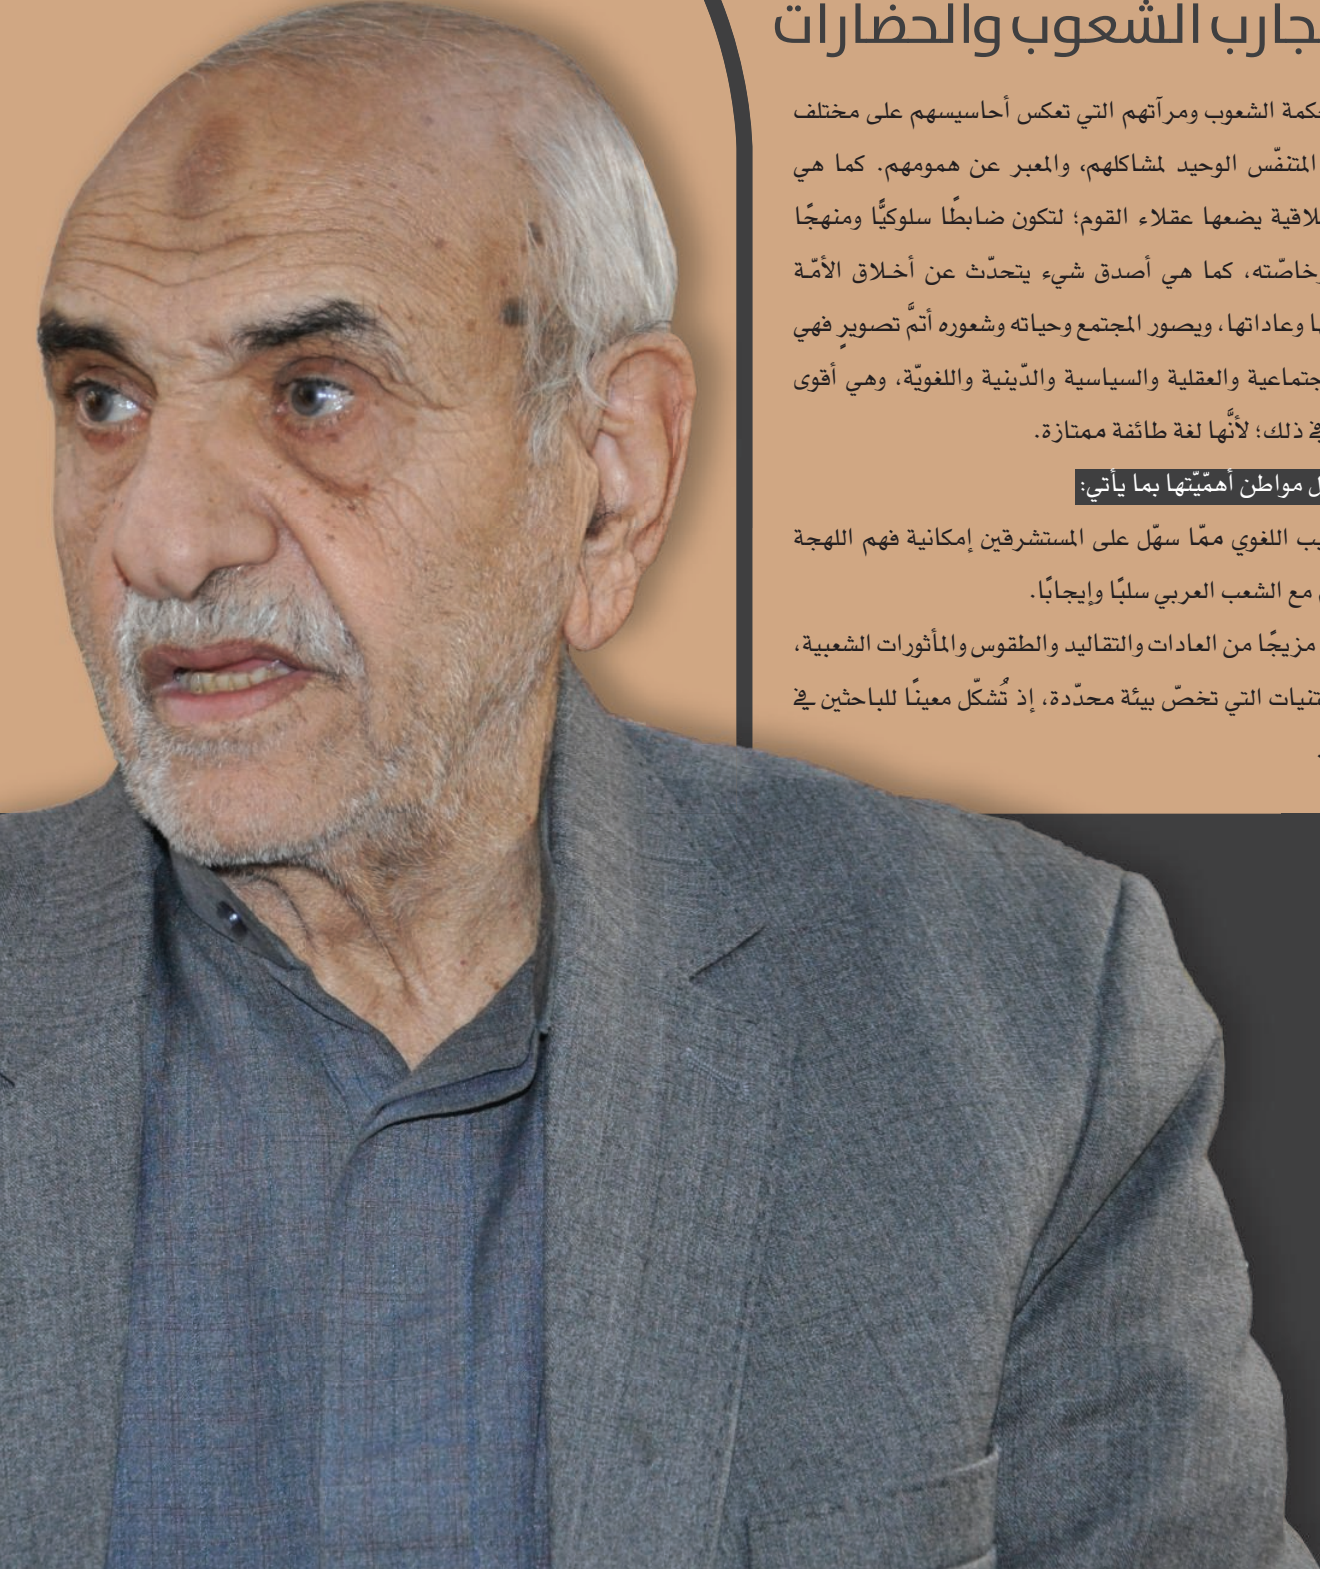 جارب الشعوب والحضارات
كمة الشعوب ومرآتهم التي تعكس أحاسيسهم على مختلف
المتنفّس الوحيد لمشاكلهم، والمعبر عن همومهم. كما هي
لاقية يضعها عقلاء القوم؛ لتكون ضابطًا سلوكيًّا ومنهجًا
خاصّته، كما هي أصدق شيء يتحدّث عن أخلاق الأمّة
ها وعاداتها، ويصور المجتمع وحياته وشعوره أتمَّ تصويرٍ فهي
جتماعية والعقلية والسياسية والدّينية واللغويّة، وهي أقوى
في ذلك؛ لأنَّها لغة طائفة ممتازة.
ل مواطن أهمّيّتها بما يأتي:
يب اللغوي ممّا سهّل على المستشرقين إمكانية فهم اللهجة
مع الشعب العربي سلبًا وإيجابًا.
مزيجًا من العادات والتقاليد والطقوس والمأثورات الشعبية،
تنيات التي تخصّ بيئة محدّدة، إذ تُشكّل معينًا للباحثين في